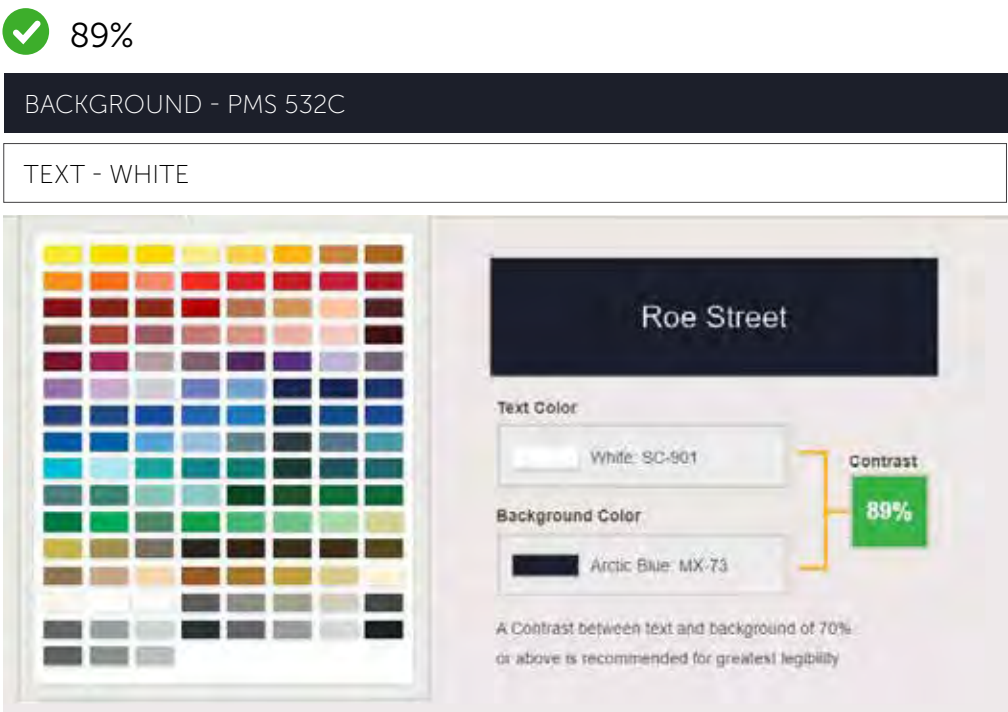 89%
BACKGROUND - PMS 532C
TEXT - WHITE
Roe Street
Text Color
White: SC-901
Contrast
89%
Background Color
Arctic Blue: MX-73
A Contrast between text and background of 70%
or above is recommended for greatest legibility